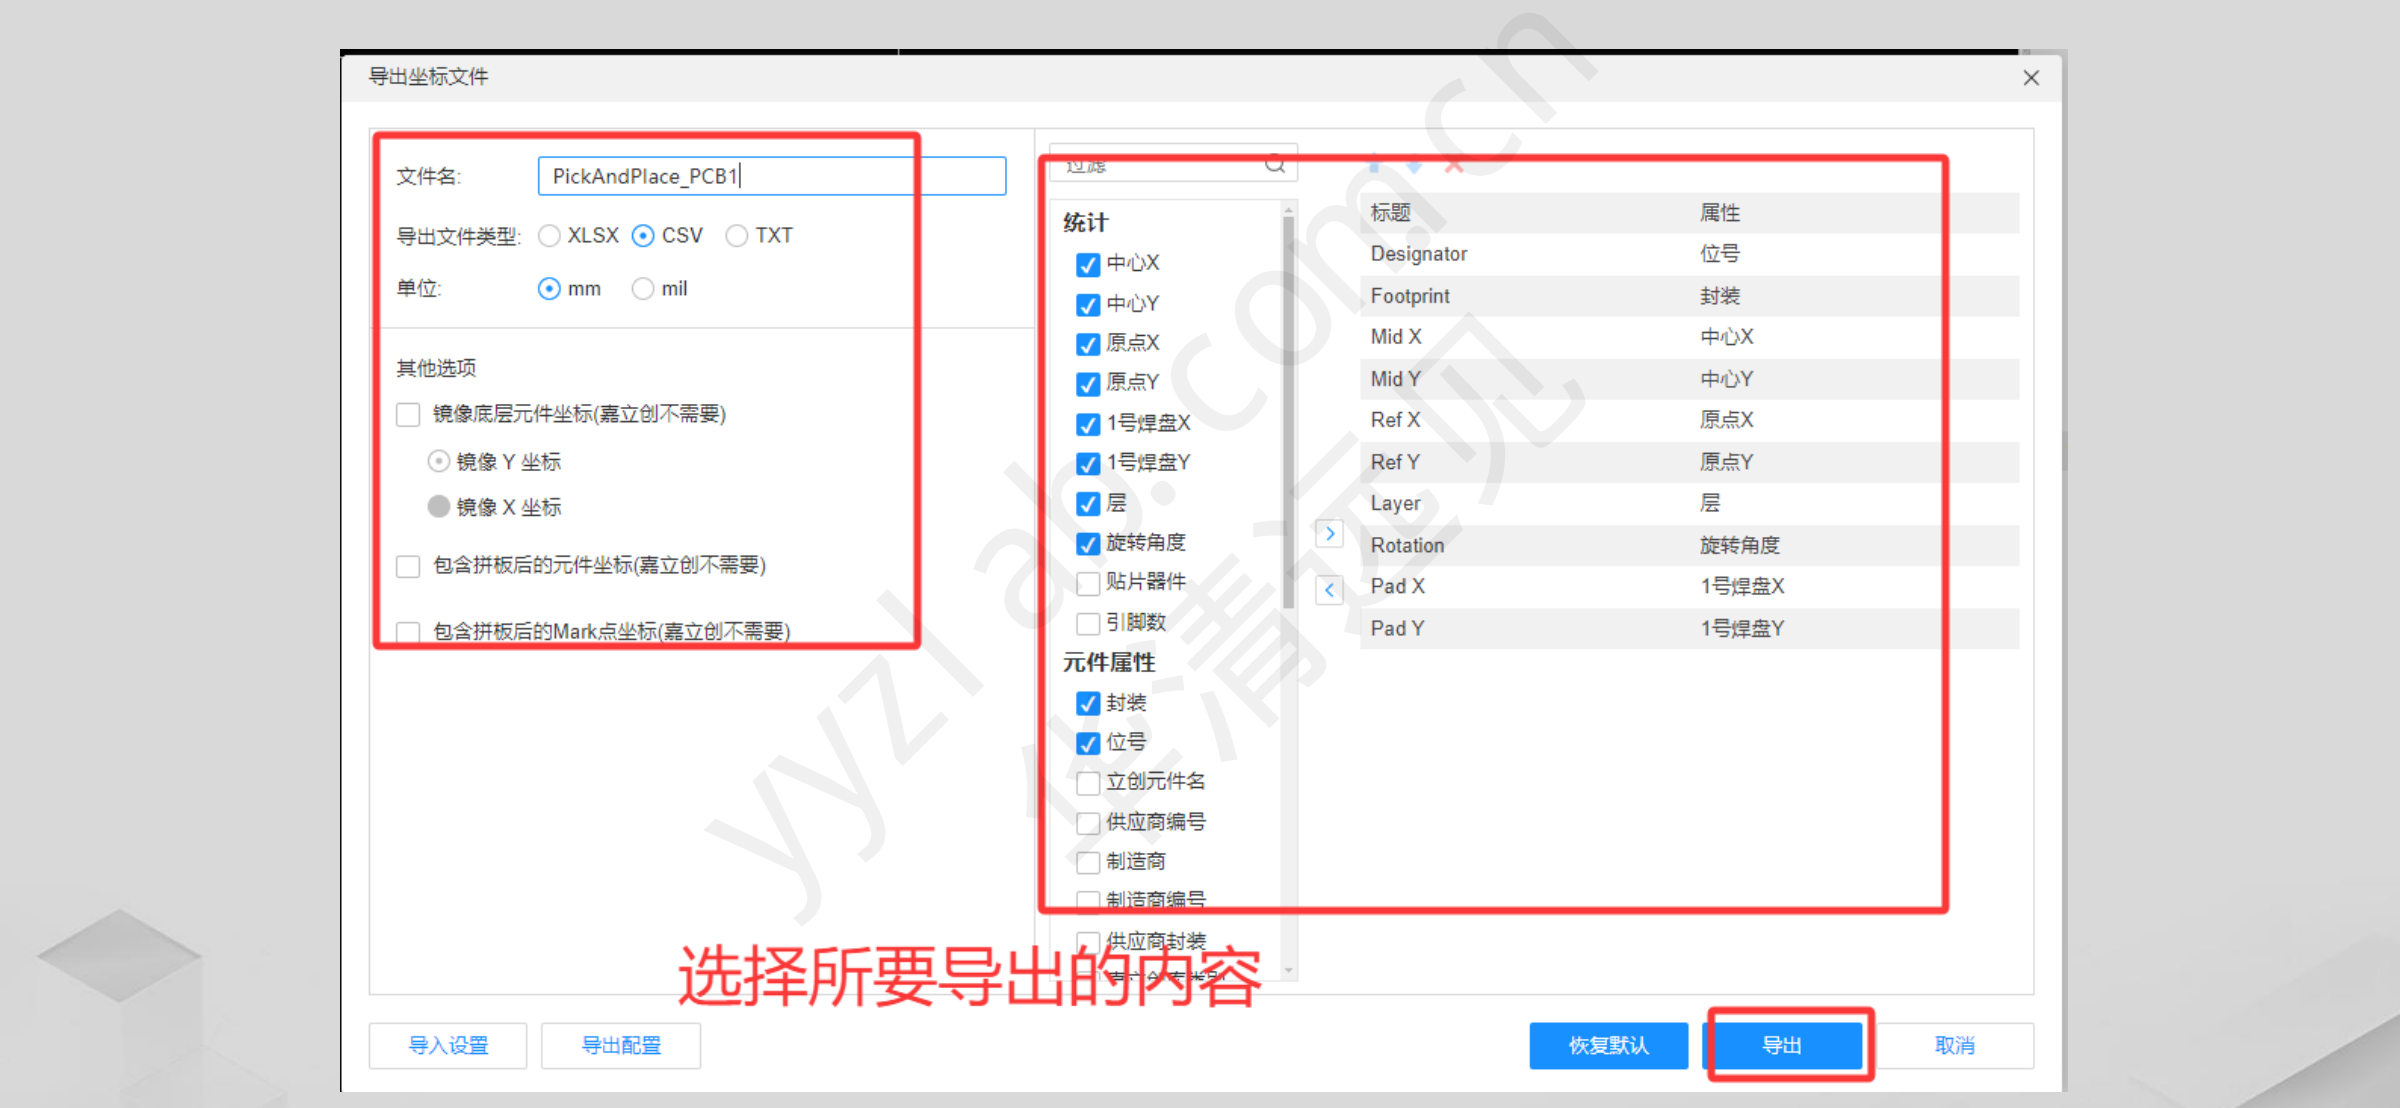 导出坐标文件
文件名: PickAndPlace_PCB1
导出文件类型: XLSX CSV TXT
单位: mm mil
其他选项
镜像底层元件坐标(嘉立创不需要)
镜像 Y 坐标
镜像 X 坐标
包含拼板后的元件坐标(嘉立创不需要)
包含拼板后的Mark点坐标(嘉立创不需要)
过滤
统计
中心X
中心Y
原点X
原点Y
1号焊盘X
1号焊盘Y
层
旋转角度
贴片器件
引脚数
元件属性
封装
位号
立创元件名
供应商编号
制造商
制造商编号
供应商封装
标题 属性
Designator 位号
Footprint 封装
Mid X 中心X
Mid Y 中心Y
Ref X 原点X
Ref Y 原点Y
Layer 层
Rotation 旋转角度
Pad X 1号焊盘X
Pad Y 1号焊盘Y
选择所要导出的内容
导入设置 导出配置 恢复默认 导出 取消
yyzlab.com.cn
华清远见